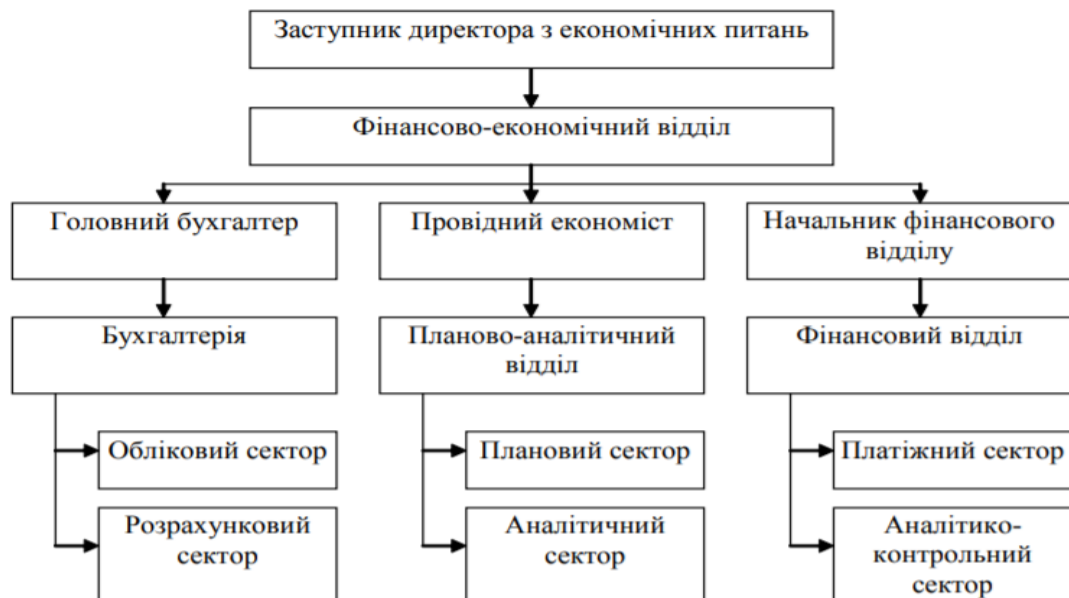 Заступник директора з економічних питань
Фінансово-економічний відділ
Головний бухгалтер
Провідний економіст
Начальник фінансового
відділу
Бухгалтерія
Планово-аналітичний
відділ
Фінансовий відділ
Обліковий сектор
Плановий сектор
Платіжний сектор
Розрахунковий
сектор
Аналітичний
сектор
Аналітико-
контрольний
сектор